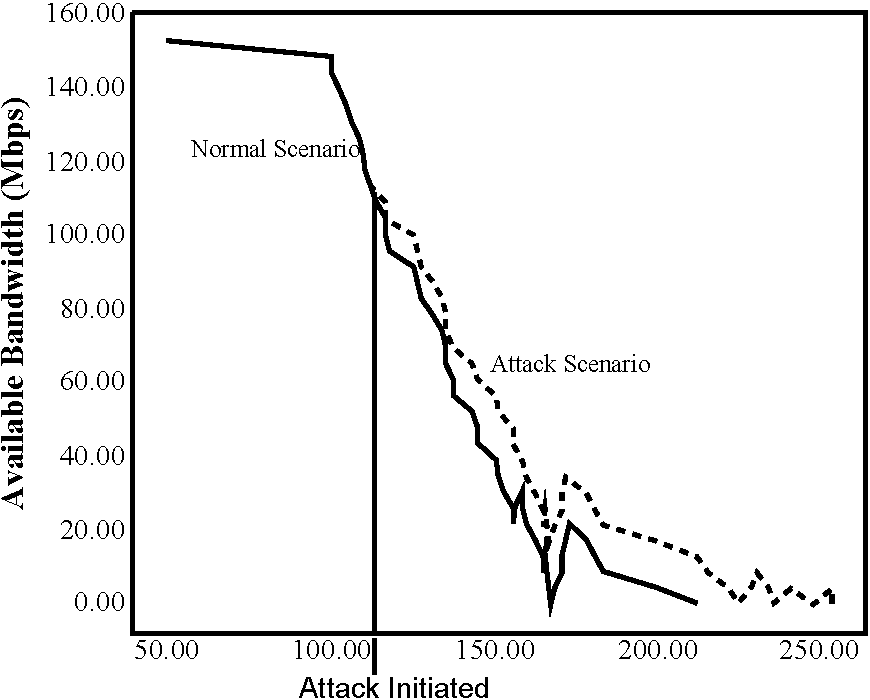 160.00
140.00
Normal Scenario
120.00
100.00
80.00
Attack Scenario
60.00
40.00
20.00
0.00
Available Bandwidth (Mbps)
50.00 100.00 150.00 200.00 250.00
Attack Initiated